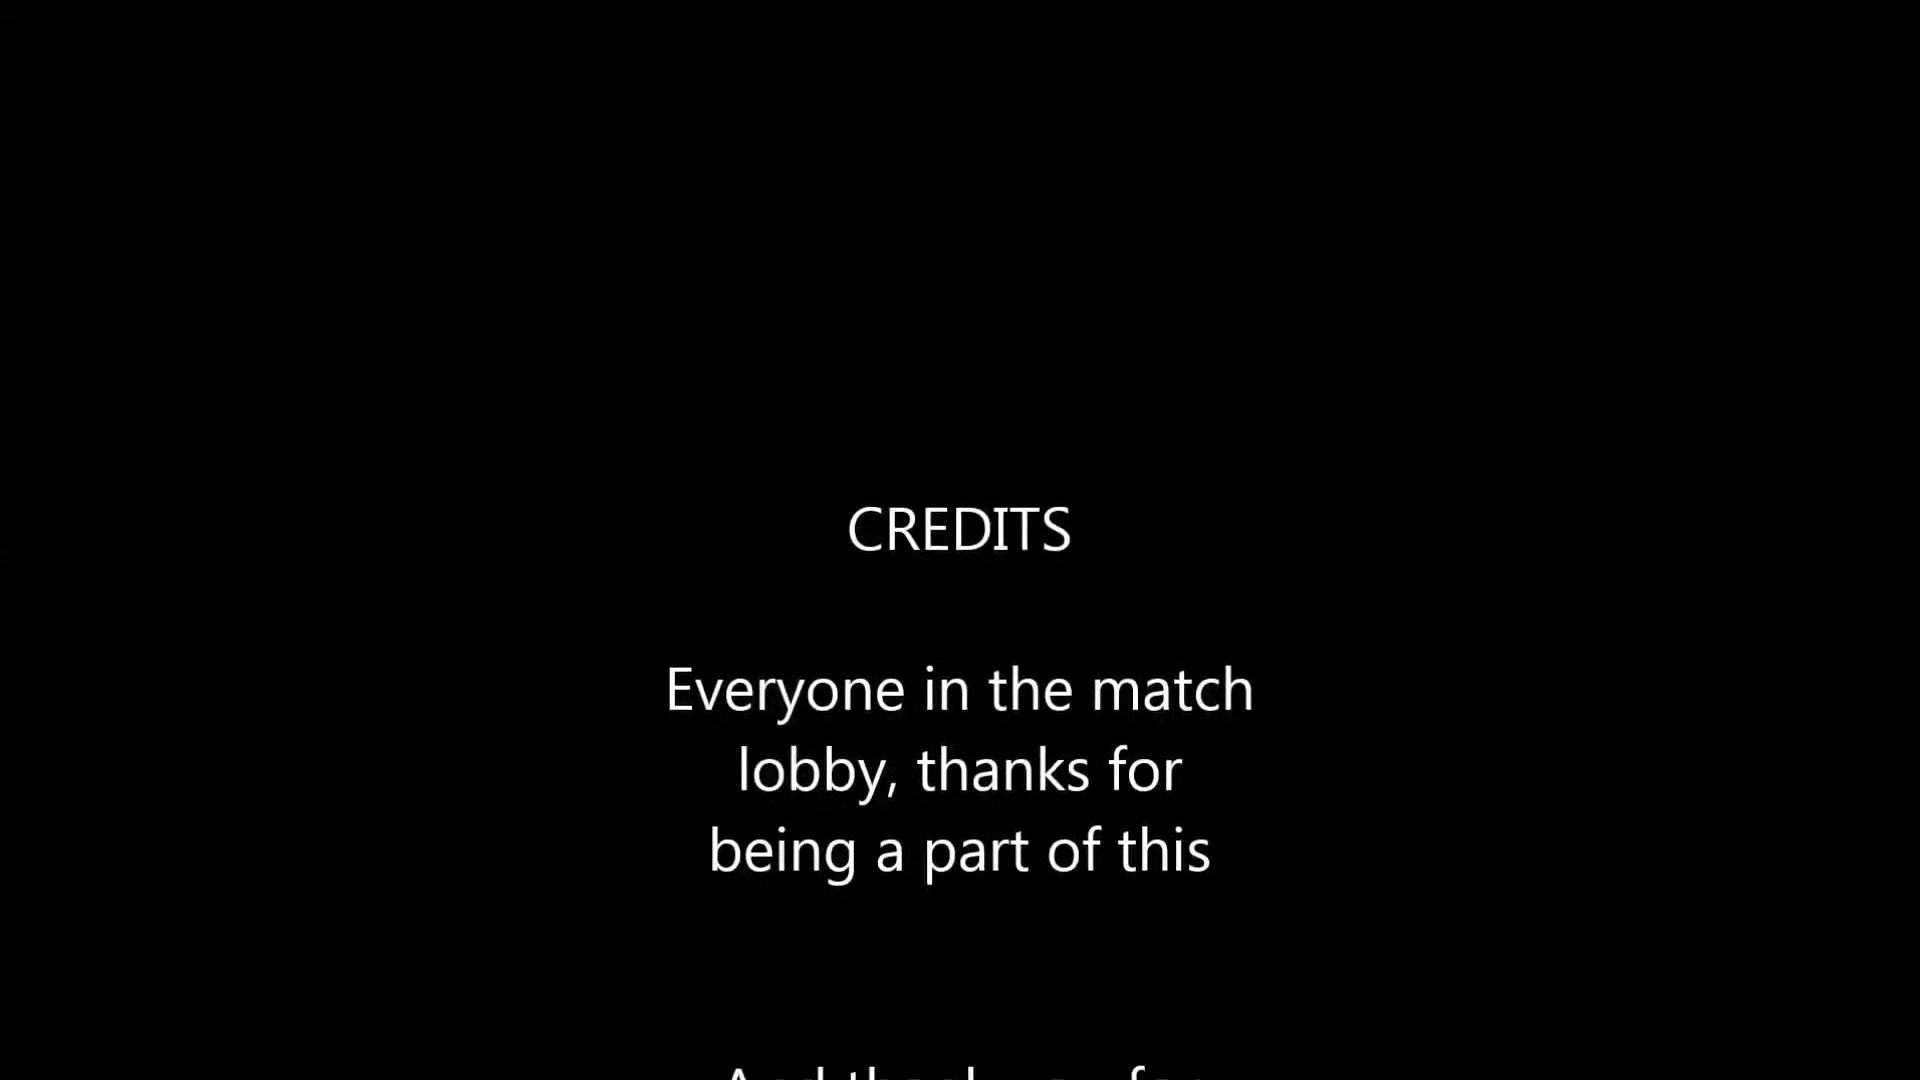 CREDITS
Everyone in the match
lobby, thanks for
being a part of this